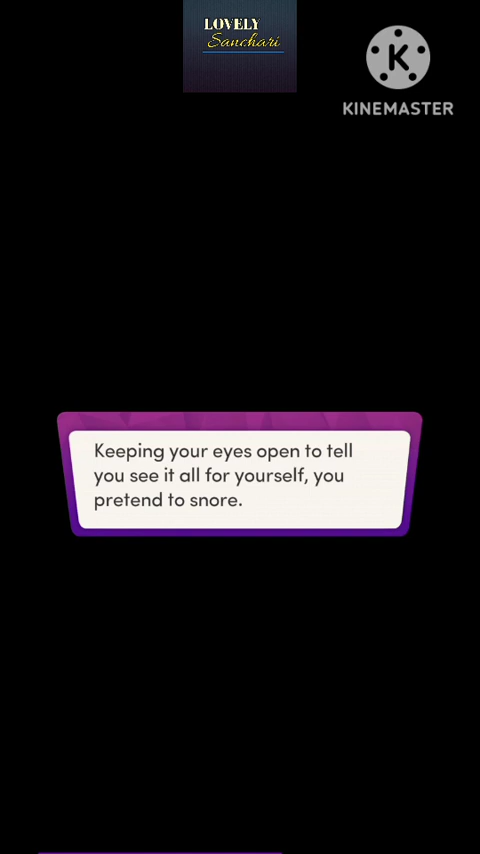 LOVELY
Sanchari
K
KINEMASTER
Keeping your eyes open to tell
you see it all for yourself, you
pretend to snore.